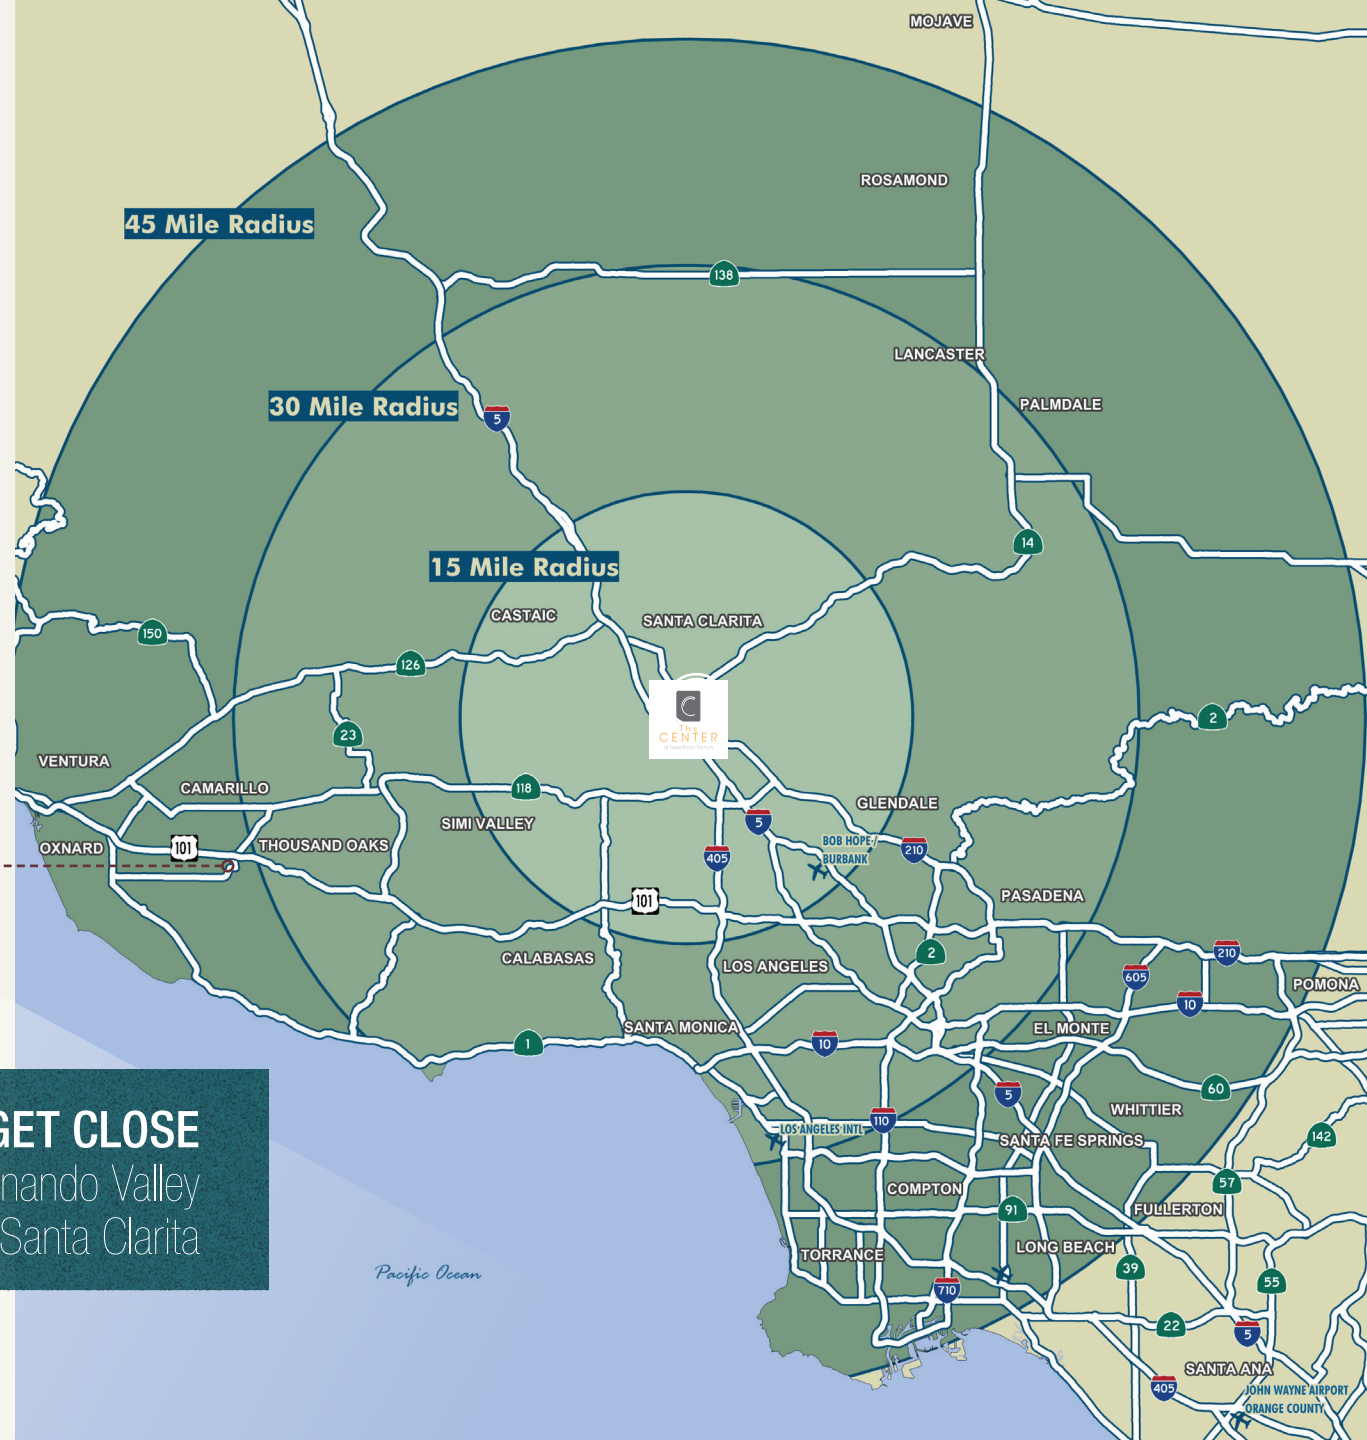 MOJAVE
ROSAMOND
45 Mile Radius
138
LANCASTER
30 Mile Radius
5
PALMDALE
14
15 Mile Radius
CASTAIC
SANTA CLARITA
150
126
THE
CENTER
at Needham Ranch
2
23
VENTURA
118
CAMARILLO
GLENDALE
SIMI VALLEY
5
BOB HOPE /
BURBANK
OXNARD
101
THOUSAND OAKS
405
210
101
PASADENA
2
CALABASAS
LOS ANGELES
210
605
POMONA
10
SANTA MONICA
EL MONTE
1
10
60
5
WHITTIER
110
LOS ANGELES INTL
SANTA FE SPRINGS
142
GET CLOSE
nando Valley
Santa Clarita
COMPTON
57
91
FULLERTON
TORRANCE
LONG BEACH
39
55
Pacific Ocean
710
22
5
SANTA ANA
405
JOHN WAYNE AIRPORT
ORANGE COUNTY